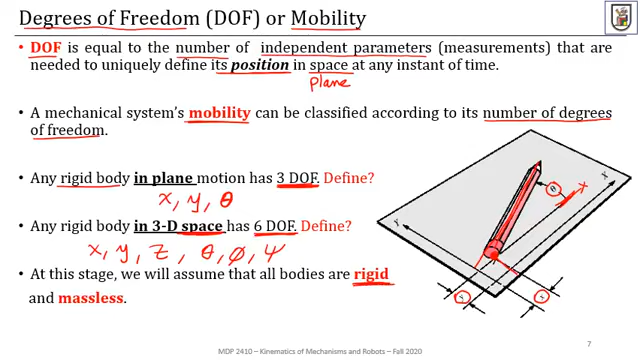 Degrees of Freedom (DOF) or Mobility
• DOF is equal to the number of independent parameters (measurements) that are
needed to uniquely define its position in space at any instant of time.
plane
• A mechanical system's mobility can be classified according to its number of degrees
of freedom.
• Any rigid body in plane motion has 3 DOF. Define?
x, y, θ
• Any rigid body in 3-D space has 6 DOF. Define?
x, y, z, θ, φ, ψ
• At this stage, we will assume that all bodies are rigid
and massless.
Y
X
θ
x
y
x
MDP 2410 – Kinematics of Mechanisms and Robots – Fall 2020
7